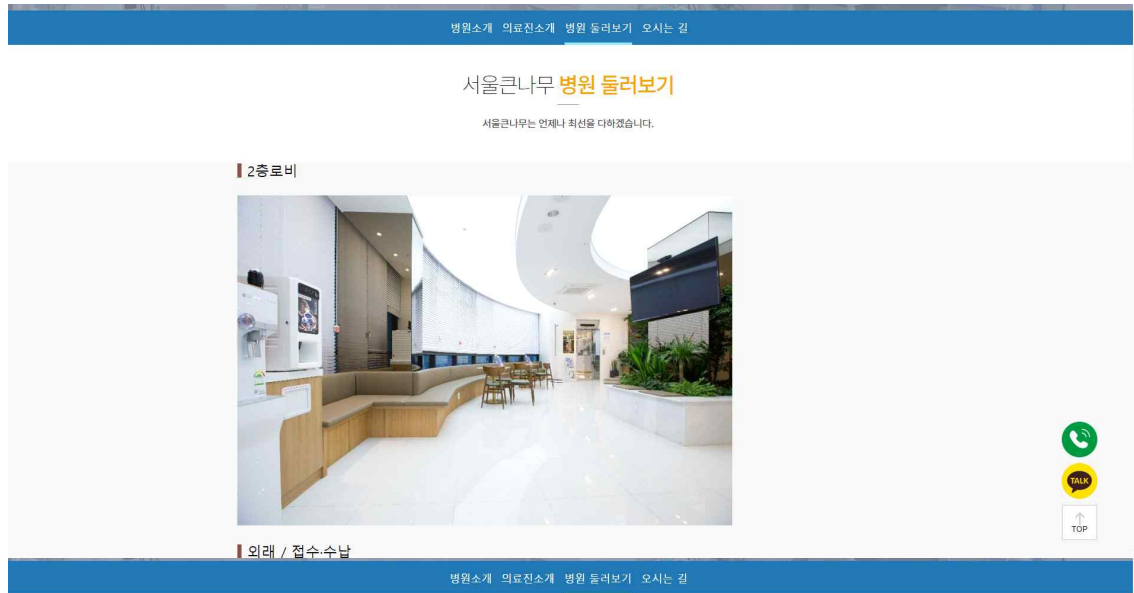 병원소개 의료진소개 병원 둘러보기 오시는 길
서울큰나무 병원 둘러보기
서울큰나무는 언제나 최선을 다하겠습니다.
2층로비
TALK
TOP
외래 / 접수·수납
병원소개 의료진소개 병원 둘러보기 오시는 길